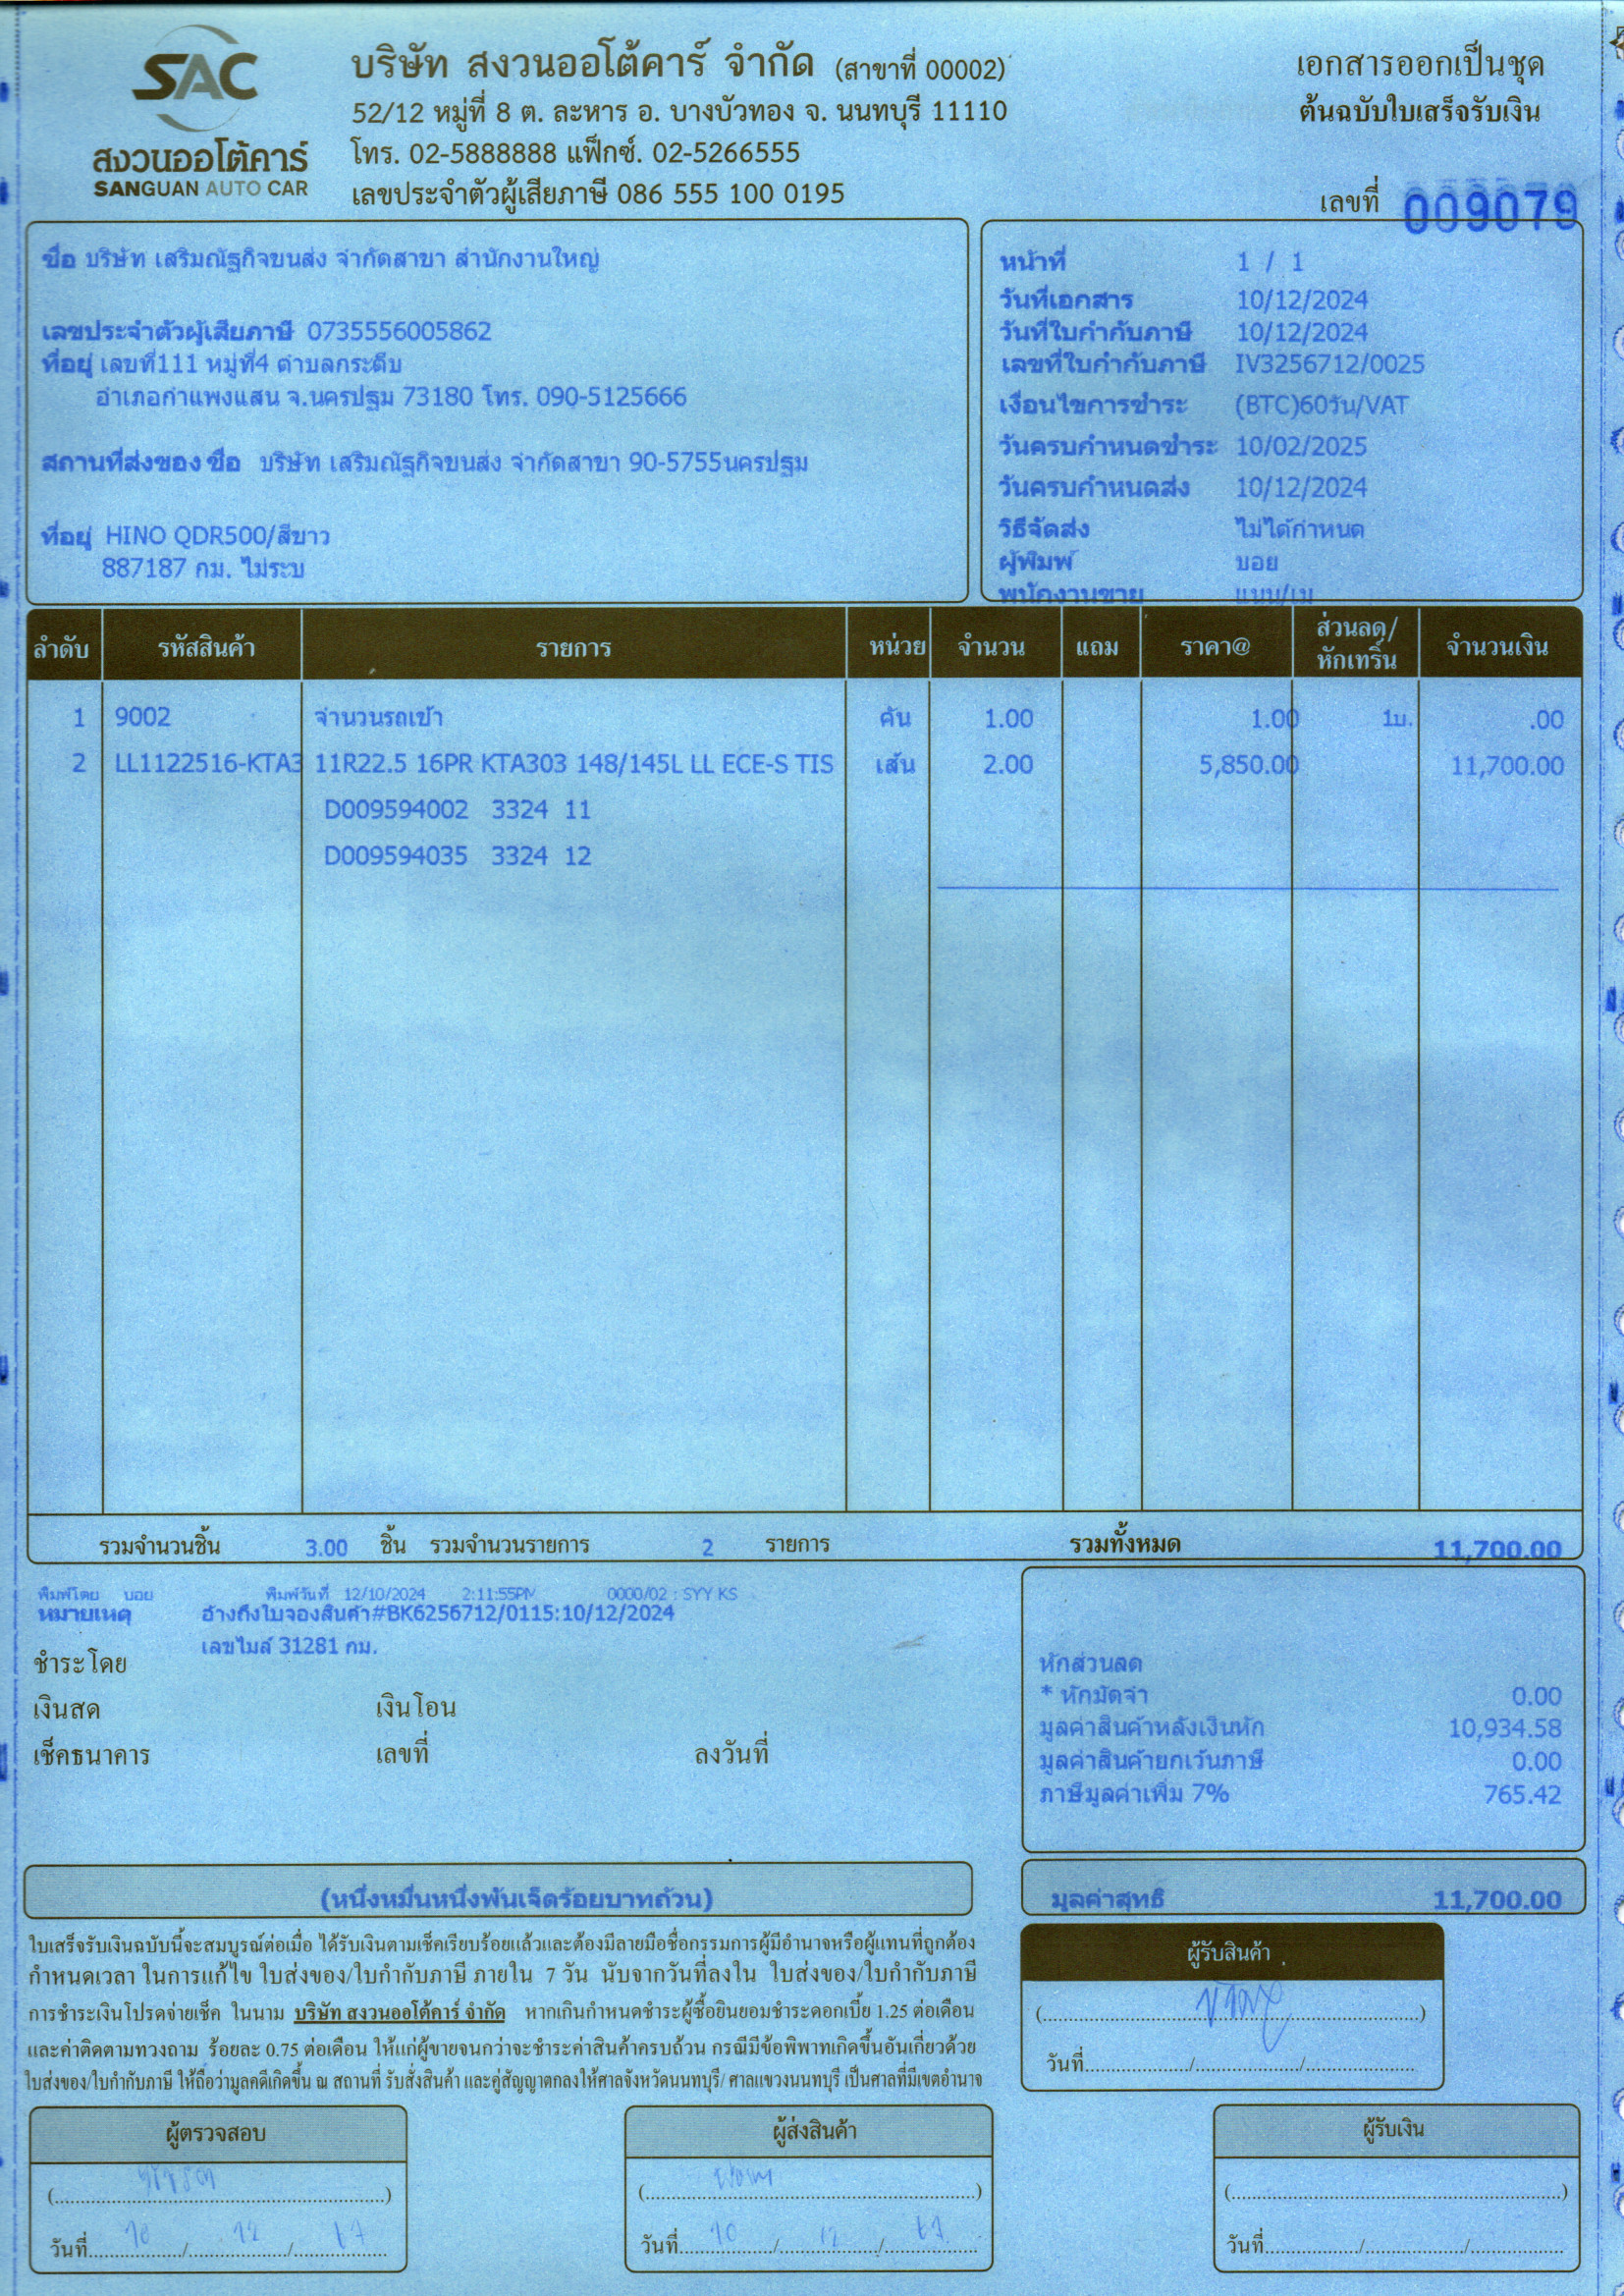 SAC
สงวนออโต้คาร์
SANGUAN AUTO CAR
บริษัท สงวนออโต้คาร์ จำกัด (สาขาที่ 00002)
52/12 หมู่ที่ 8 ต. ละหาร อ. บางบัวทอง จ. นนทบุรี 11110
โทร. 02-5888888 แฟ็กซ์. 02-5266555
เลขประจำตัวผู้เสียภาษี 086 555 100 0195
เอกสารออกเป็นชุด
ต้นฉบับใบเสร็จรับเงิน
เลขที่ 009079
ชื่อ บริษัท เสริมณัฐกิจขนส่ง จำกัดสาขา สำนักงานใหญ่
เลขประจำตัวผู้เสียภาษี 0735556005862
ที่อยู่ เลขที่111 หมู่ที่4 ตำบลกระตีบ
อำเภอกำแพงแสน จ.นครปฐม 73180 โทร. 090-5125666
สถานที่ส่งของ ชื่อ บริษัท เสริมณัฐกิจขนส่ง จำกัดสาขา 90-5755นครปฐม
ที่อยู่ HINO QDR500/สีขาว
887187 กม. ไม่ระบ
หน้าที่ 1 / 1
วันที่เอกสาร 10/12/2024
วันที่ใบกำกับภาษี 10/12/2024
เลขที่ใบกำกับภาษี IV3256712/0025
เงื่อนไขการชำระ (BTC)60วัน/VAT
วันครบกำหนดชำระ 10/02/2025
วันครบกำหนดส่ง 10/12/2024
วิธีจัดส่ง ไม่ได้กำหนด
ผู้พิมพ์ บอย
พนักงานขาย แนน/เม
ลำดับ รหัสสินค้า รายการ หน่วย จำนวน แถม ราคา@ ส่วนลด/หักเทริ์น จำนวนเงิน
1 9002 จำนวนรถเข้า คัน 1.00 1.00 1บ. .00
2 LL1122516-KTA3 11R22.5 16PR KTA303 148/145L LL ECE-S TIS เส้น 2.00 5,850.00 11,700.00
D009594002 3324 11
D009594035 3324 12
รวมจำนวนชิ้น 3.00 ชิ้น รวมจำนวนรายการ 2 รายการ รวมทั้งหมด 11,700.00
พิมพ์โดย บอย พิมพ์วันที่ 12/10/2024 2:11:55PM 0000/02 : SYY KS
หมายเหตุ อ้างถึงใบจองสินค้า#BK6256712/0115:10/12/2024
เลขไมล์ 31281 กม.
ชำระโดย
เงินสด เงินโอน
เช็คธนาคาร เลขที่ ลงวันที่
หักส่วนลด
* หักมัดจำ 0.00
มูลค่าสินค้าหลังเงินหัก 10,934.58
มูลค่าสินค้ายกเว้นภาษี 0.00
ภาษีมูลค่าเพิ่ม 7% 765.42
(หนึ่งหมื่นหนึ่งพันเจ็ดร้อยบาทถ้วน)
มูลค่าสุทธิ 11,700.00
ใบเสร็จรับเงินฉบับนี้จะสมบูรณ์ต่อเมื่อ ได้รับเงินตามเช็คเรียบร้อยแล้วและต้องมีลายมือชื่อกรรมการผู้มีอำนาจหรือผู้แทนที่ถูกต้อง
กำหนดเวลา ในการแก้ไข ใบส่งของ/ใบกำกับภาษี ภายใน 7 วัน นับจากวันที่ลงใน ใบส่งของ/ใบกำกับภาษี
การชำระเงินโปรดจ่ายเช็ค ในนาม บริษัท สงวนออโต้คาร์ จำกัด หากเกินกำหนดชำระผู้ซื้อยินยอมชำระดอกเบี้ย 1.25 ต่อเดือน
และค่าติดตามทวงถาม ร้อยละ 0.75 ต่อเดือน ให้แก่ผู้ขายจนกว่าจะชำระค่าสินค้าครบถ้วน กรณีมีข้อพิพาทเกิดขึ้นอันเกี่ยวด้วย
ใบส่งของ/ใบกำกับภาษี ให้ถือว่ามูลคดีเกิดขึ้น ณ สถานที่ รับสั่งสินค้า และคู่สัญญาตกลงให้ศาลจังหวัดนนทบุรี/ ศาลแขวงนนทบุรี เป็นศาลที่มีเขตอำนาจ
ผู้รับสินค้า
วันที่
ผู้ตรวจสอบ
วันที่ 10 / 12 / 67
ผู้ส่งสินค้า
วันที่ 10 / 12 / 67
ผู้รับเงิน
วันที่